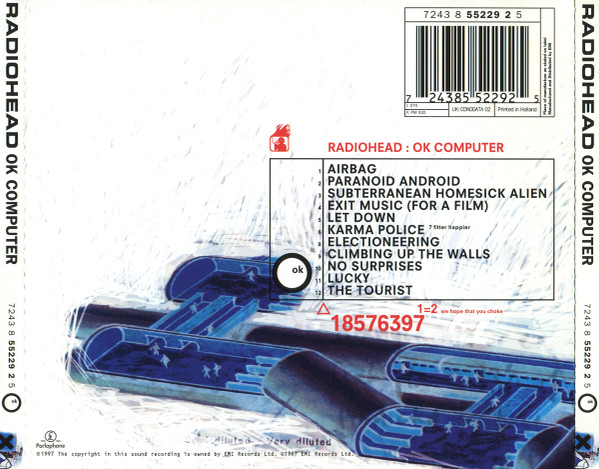 RADIOHEAD OK COMPUTER
7243 8 55229 2 5
7243 8 55229 2 5
7 24385 52292 5
UK: CDNODATA 02
Printed in Holland
RADIOHEAD : OK COMPUTER
1 AIRBAG
2 PARANOID ANDROID
3 SUBTERRANEAN HOMESICK ALIEN
4 EXIT MUSIC (FOR A FILM)
5 LET DOWN
6 KARMA POLICE 7 fitter happier
8 ELECTIONEERING
9 CLIMBING UP THE WALLS
10 NO SURPRISES
11 LUCKY
12 THE TOURIST
ok
1=2 we hope that you choke
18576397
diluted very diluted
Parlophone
℗1997 The copyright in this sound recording is owned by EMI Records Ltd. ©1997 EMI Records Ltd.
RADIOHEAD OK COMPUTER
7243 8 55229 2 5